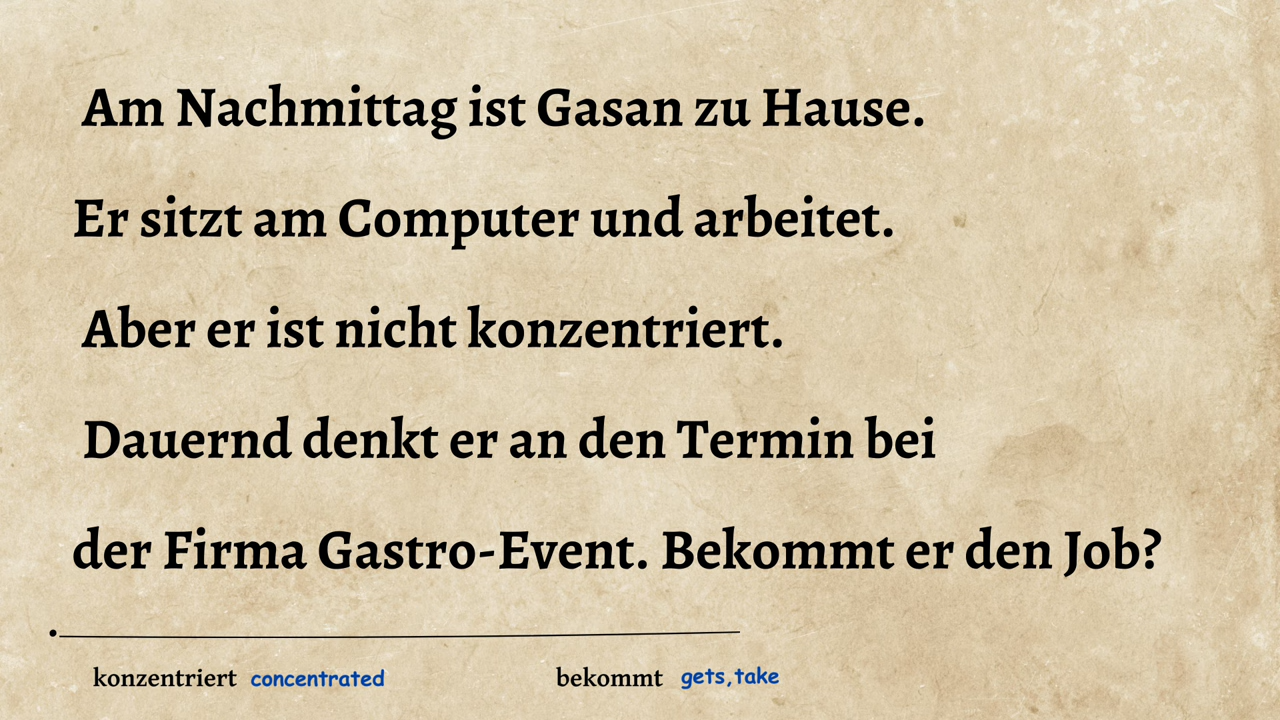 Am Nachmittag ist Gasan zu Hause.
Er sitzt am Computer und arbeitet.
Aber er ist nicht konzentriert.
Dauernd denkt er an den Termin bei
der Firma Gastro-Event. Bekommt er den Job?
konzentriert concentrated bekommt gets,take